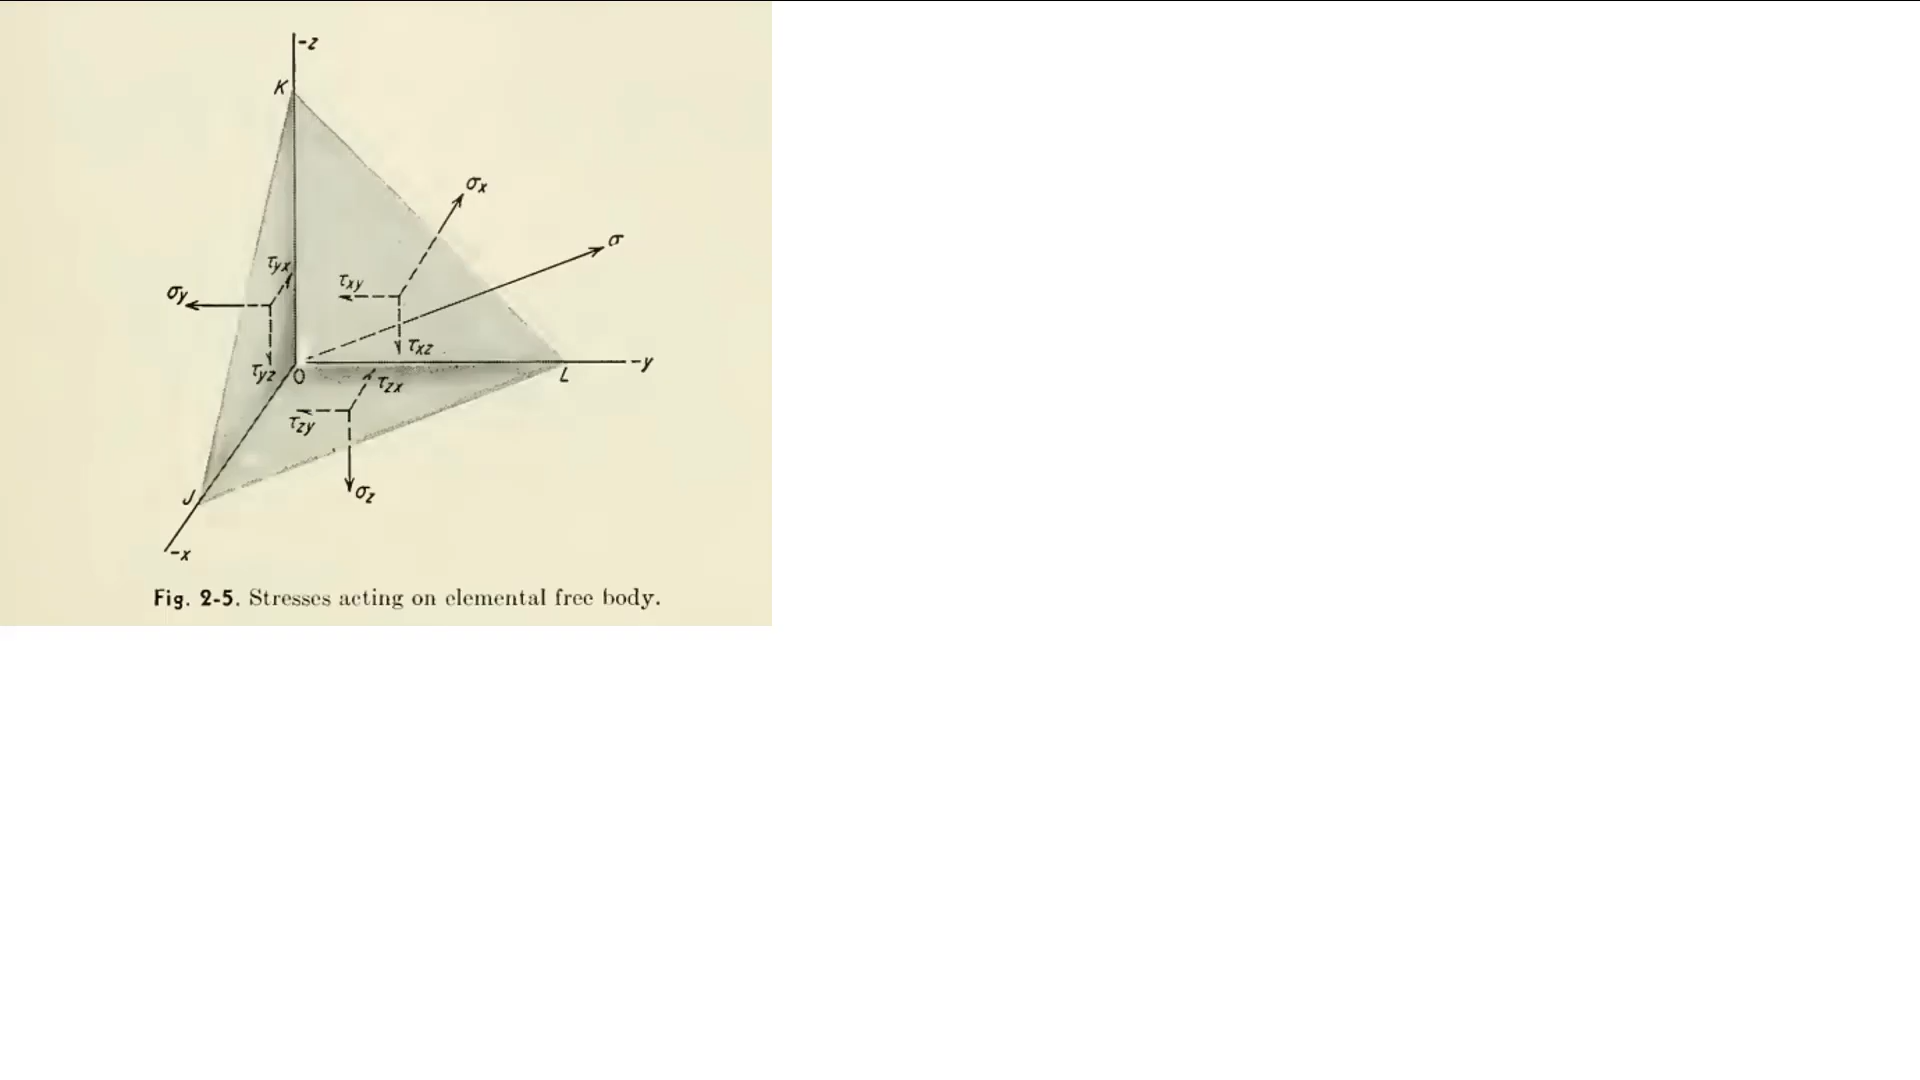 -z
K
σx
σ
τyx
τxy
σy
τxz
-y
τyz
O
τzx
L
τzy
J
σz
-x
Fig. 2-5. Stresses acting on elemental free body.